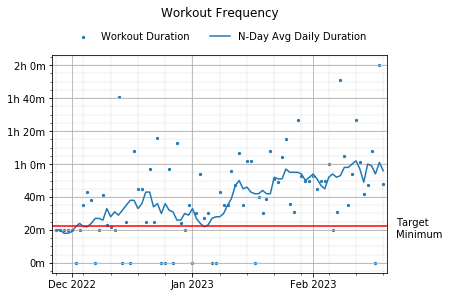 Workout Frequency
Workout Duration
N-Day Avg Daily Duration
2h 0m
1h 40m
1h 20m
1h 0m
40m
20m
0m
Target
Minimum
Dec 2022
Jan 2023
Feb 2023